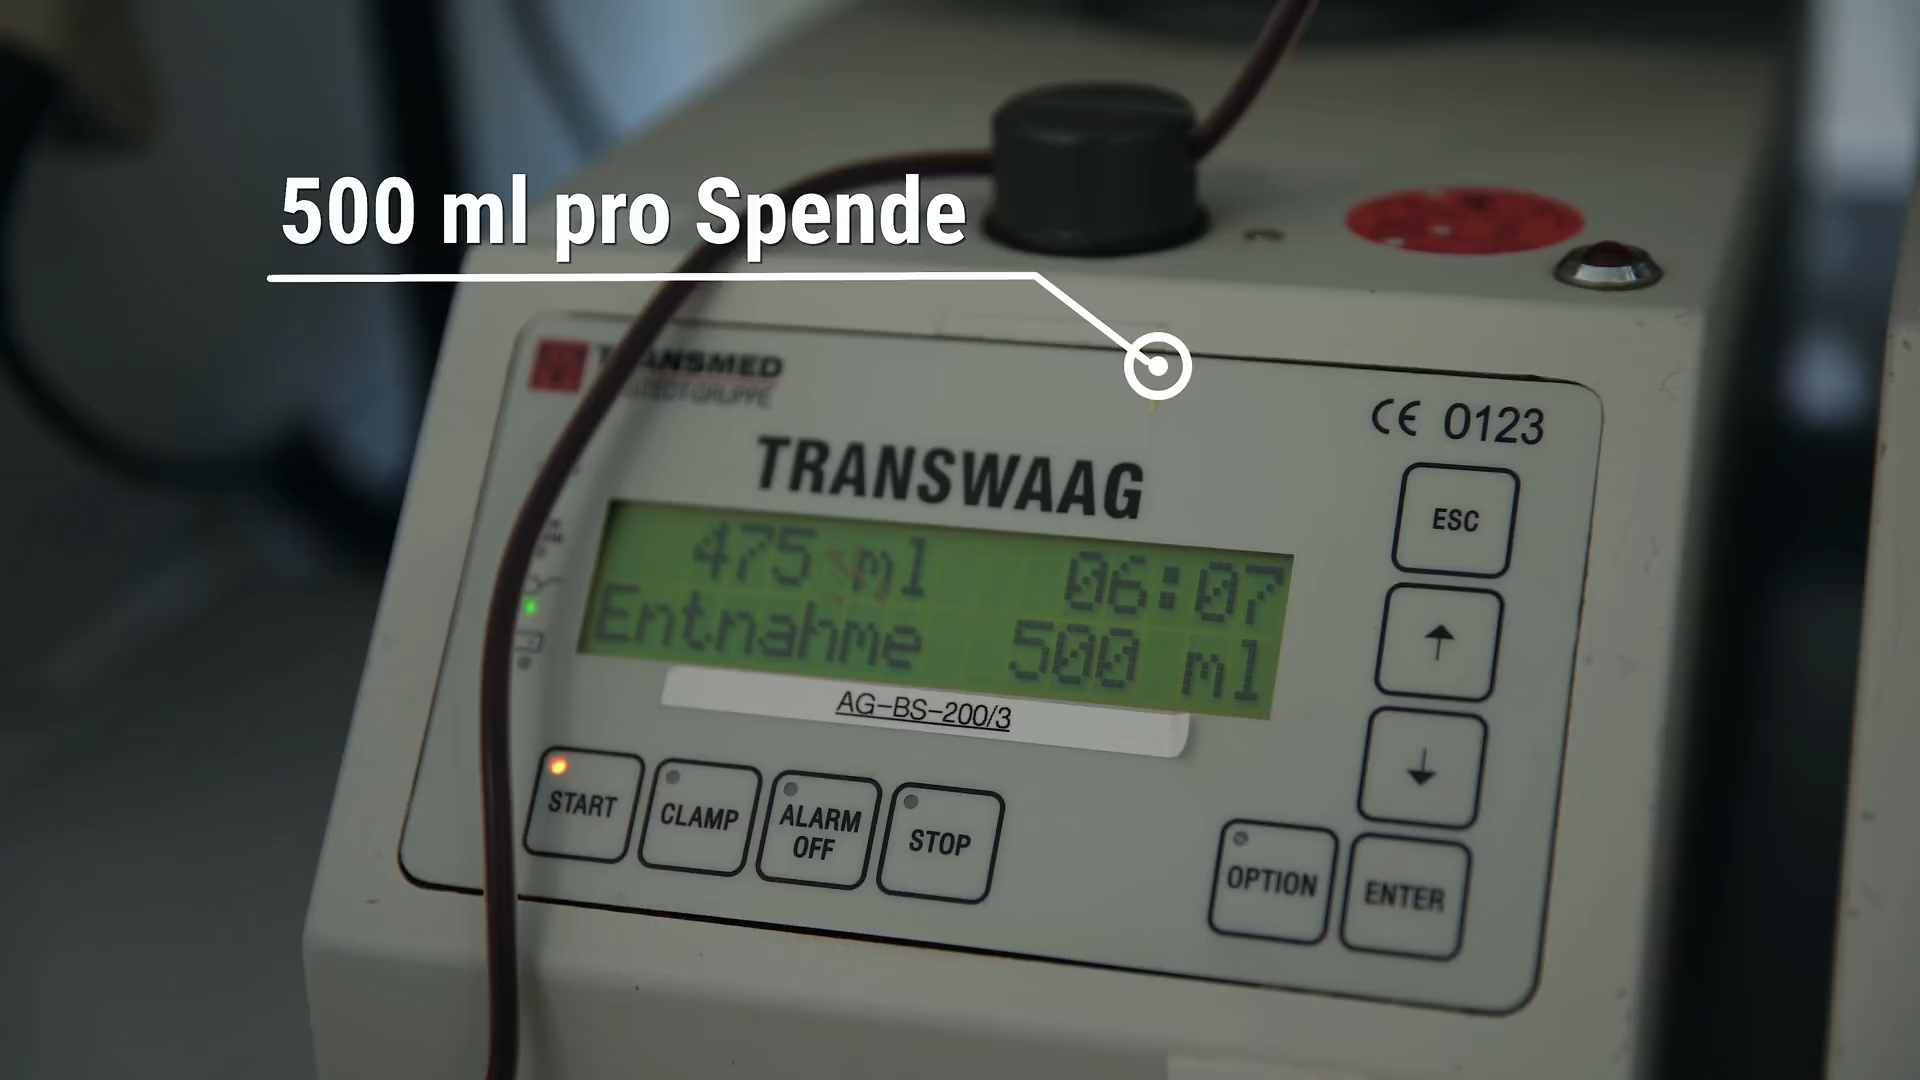 500 ml pro Spende
TRANSMED
TRANSWAAG
CE 0123
475 ml 06:07
Entnahme 500 ml
AG-BS-200/3
ESC
START
CLAMP
ALARM
OFF
STOP
OPTION
ENTER